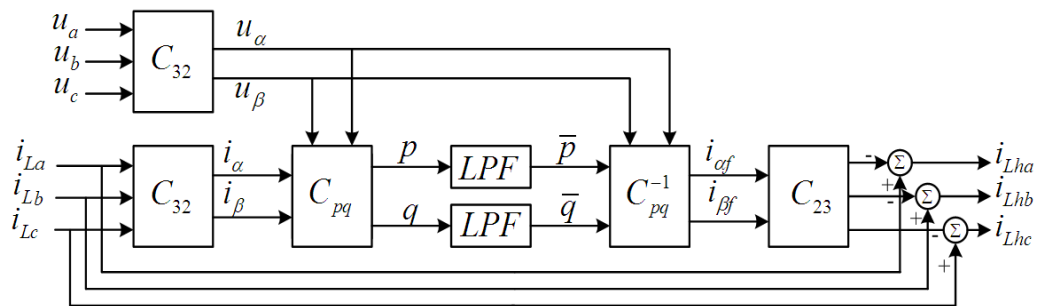 u_a
u_b
u_c
C_32
u_α
u_β
i_La
i_Lb
i_Lc
C_32
i_α
i_β
C_pq
p
q
LPF
LPF
p̅
q̅
C_pq^-1
i_αf
i_βf
C_23
-
Σ
+
-
Σ
+
-
Σ
+
i_Lha
i_Lhb
i_Lhc